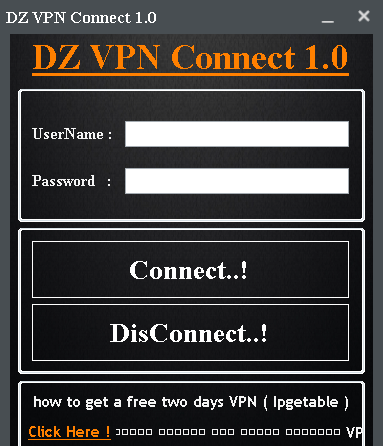 DZ VPN Connect 1.0
DZ VPN Connect 1.0
UserName :
Password :
Connect..!
DisConnect..!
how to get a free two days VPN ( Ipgetable )
Click Here ! VP